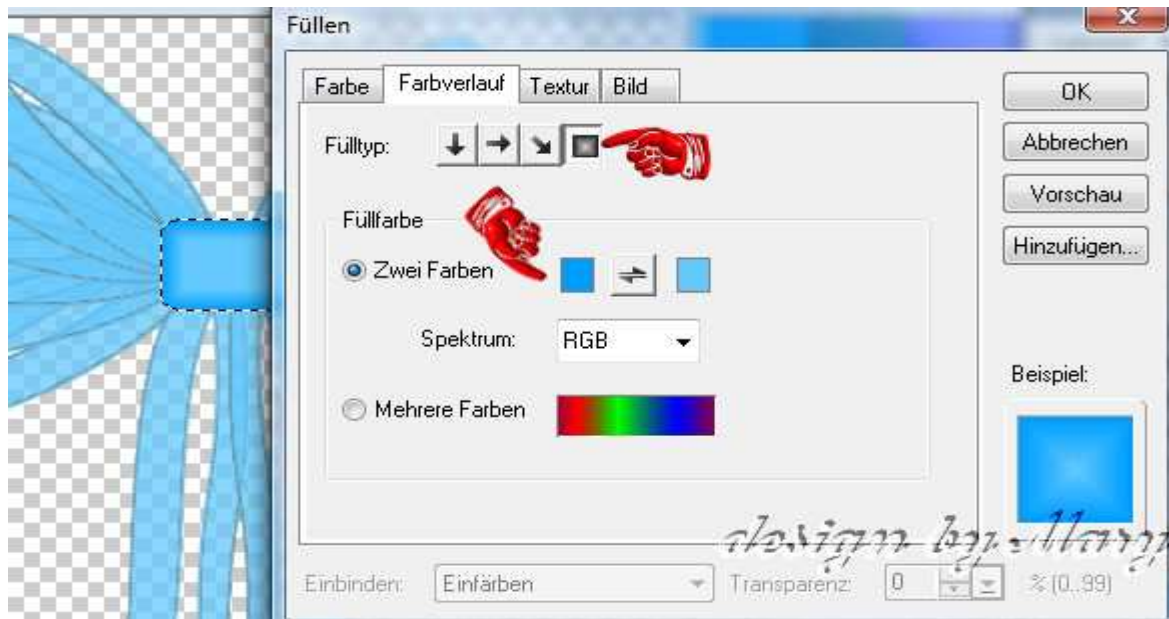 Füllen
Farbe Farbverlauf Textur Bild
OK
Fülltyp:
Abbrechen
Vorschau
Füllfarbe
Hinzufügen...
Zwei Farben
Spektrum: RGB
Beispiel:
Mehrere Farben
design by Mary
Einbinden: Einfärben Transparenz: 0 % (0..99)